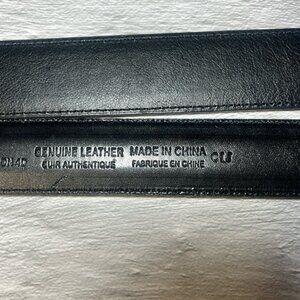 GENUINE LEATHER MADE IN CHINA
CUIR AUTHENTIQUE FABRIQUE EN CHINE